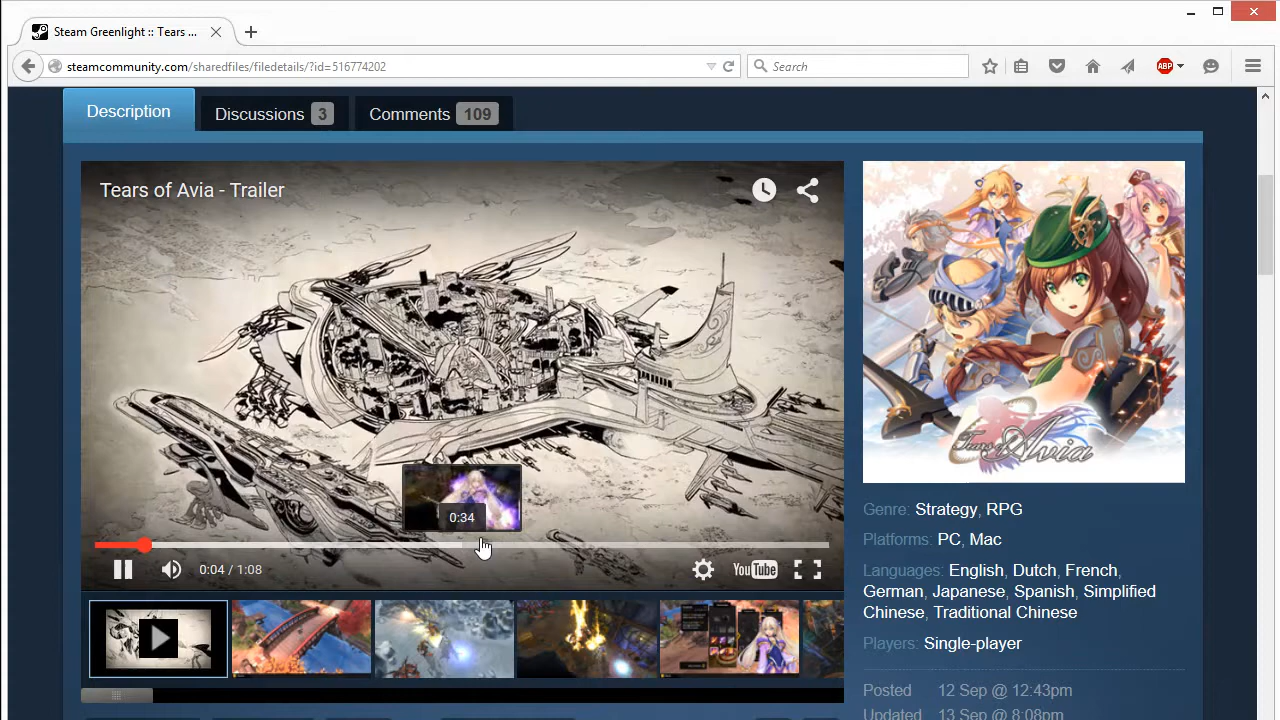 Steam Greenlight :: Tears ...
steamcommunity.com/sharedfiles/filedetails/?id=516774202
Search
ABP
Description
Discussions 3
Comments 109
Tears of Avia - Trailer
0:34
0:04 / 1:08
YouTube
Tears of Avia
Genre: Strategy, RPG
Platforms: PC, Mac
Languages: English, Dutch, French,
German, Japanese, Spanish, Simplified
Chinese, Traditional Chinese
Players: Single-player
Posted 12 Sep @ 12:43pm
Updated 13 Sep @ 8:08pm